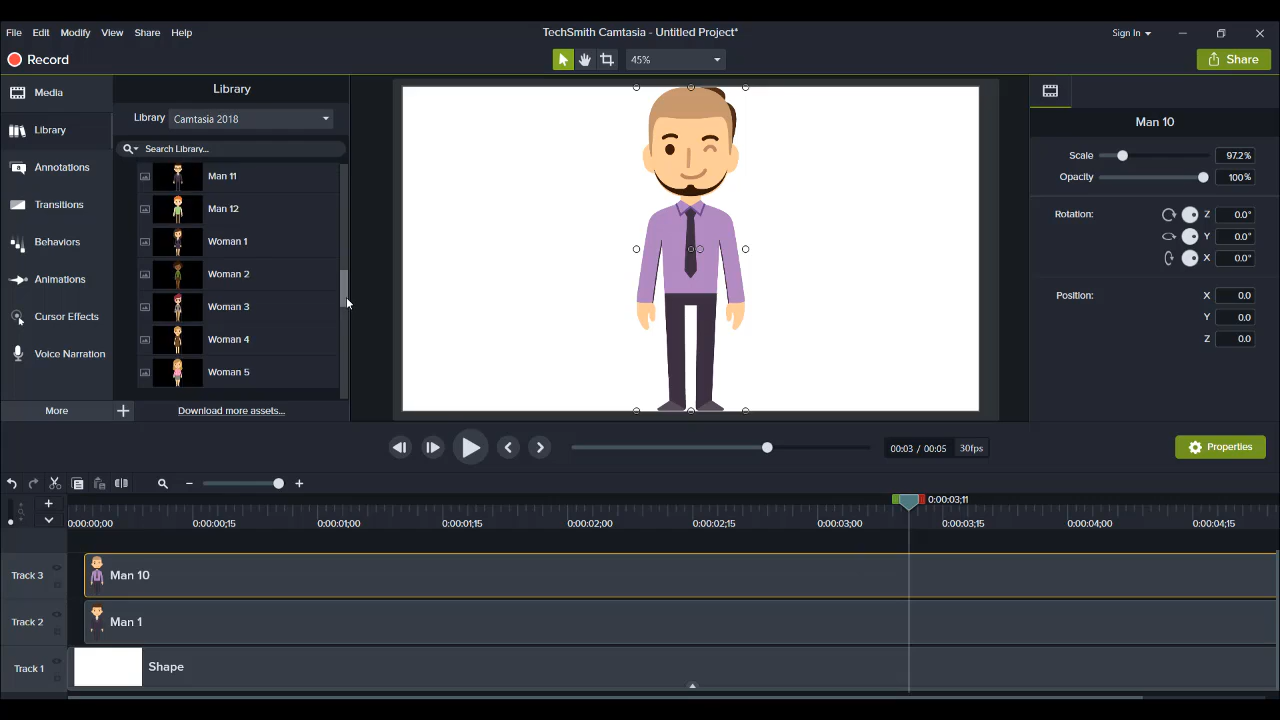 TechSmith Camtasia - Untitled Project*
File Edit Modify View Share Help
Sign In
Record
45%
Share
Media
Library
Annotations
Transitions
Behaviors
Animations
Cursor Effects
Voice Narration
More
Library
Library Camtasia 2018
Search Library...
Man 11
Man 12
Woman 1
Woman 2
Woman 3
Woman 4
Woman 5
Download more assets...
Man 10
Scale 97.2%
Opacity 100%
Rotation: Z 0.0°
Y 0.0°
X 0.0°
Position: X 0.0
Y 0.0
Z 0.0
00:03 / 00:05 30fps
Properties
0:00:03;11
0:00:00;00 0:00:00;15 0:00:01;00 0:00:01;15 0:00:02;00 0:00:02;15 0:00:03;00 0:00:03;15 0:00:04;00 0:00:04;15
Track 3 Man 10
Track 2 Man 1
Track 1 Shape